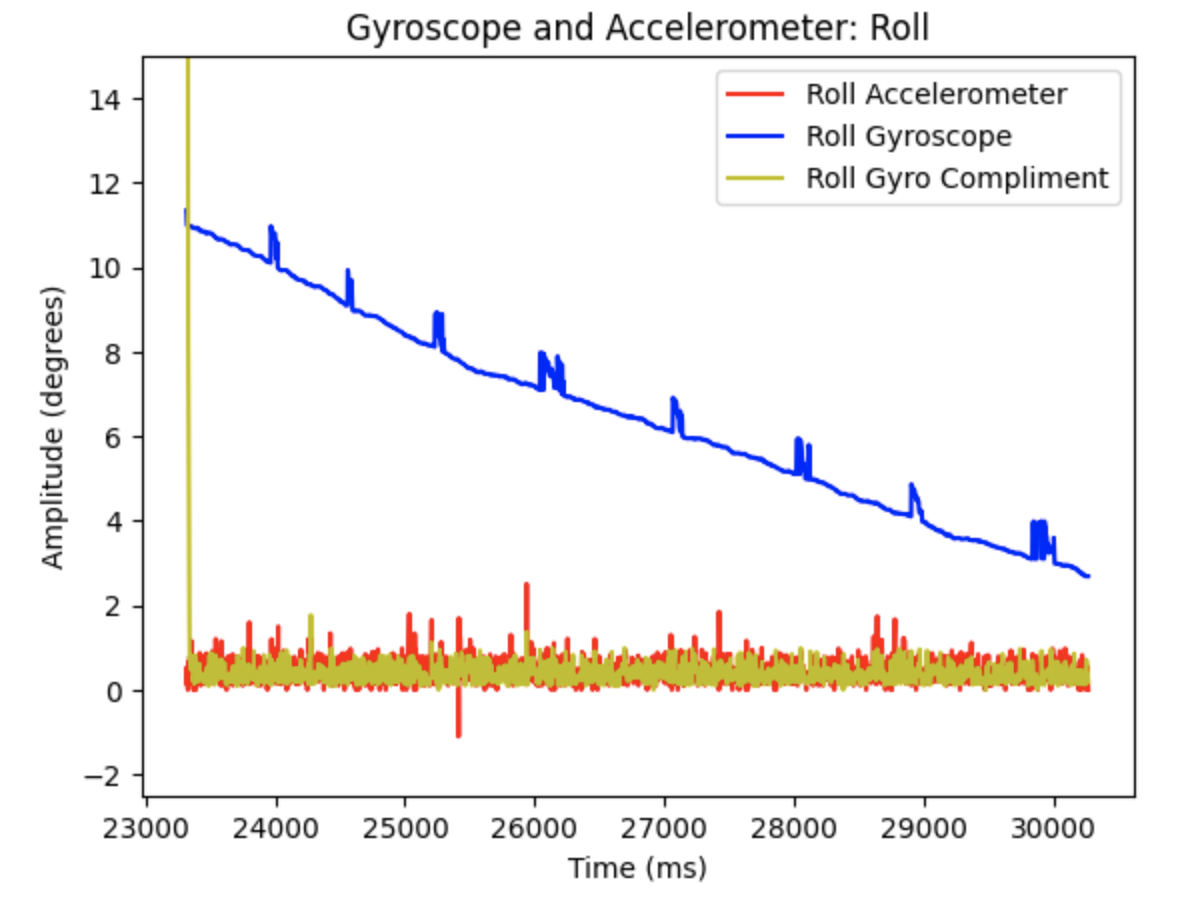 Gyroscope and Accelerometer: Roll
Roll Accelerometer
Roll Gyroscope
Roll Gyro Compliment
Amplitude (degrees)
14
12
10
8
6
4
2
0
−2
23000 24000 25000 26000 27000 28000 29000 30000
Time (ms)